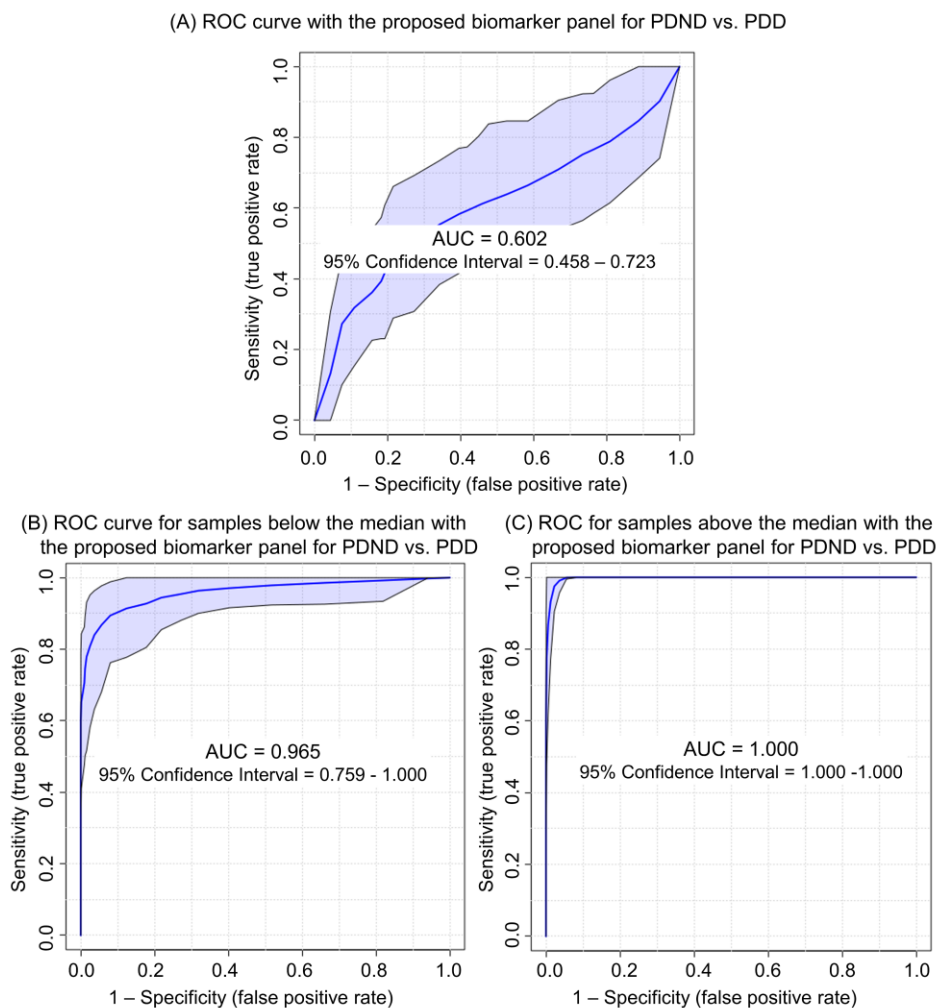 (A) ROC curve with the proposed biomarker panel for PDND vs. PDD
Sensitivity (true positive rate)
1.0
0.8
0.6
0.4
0.2
0.0
AUC = 0.602
95% Confidence Interval = 0.458 – 0.723
0.0 0.2 0.4 0.6 0.8 1.0
1 – Specificity (false positive rate)
(B) ROC curve for samples below the median with
the proposed biomarker panel for PDND vs. PDD
Sensitivity (true positive rate)
1.0
0.8
0.6
0.4
0.2
0.0
AUC = 0.965
95% Confidence Interval = 0.759 - 1.000
0.0 0.2 0.4 0.6 0.8 1.0
1 – Specificity (false positive rate)
(C) ROC for samples above the median with the
proposed biomarker panel for PDND vs. PDD
Sensitivity (true positive rate)
1.0
0.8
0.6
0.4
0.2
0.0
AUC = 1.000
95% Confidence Interval = 1.000 -1.000
0.0 0.2 0.4 0.6 0.8 1.0
1 – Specificity (false positive rate)